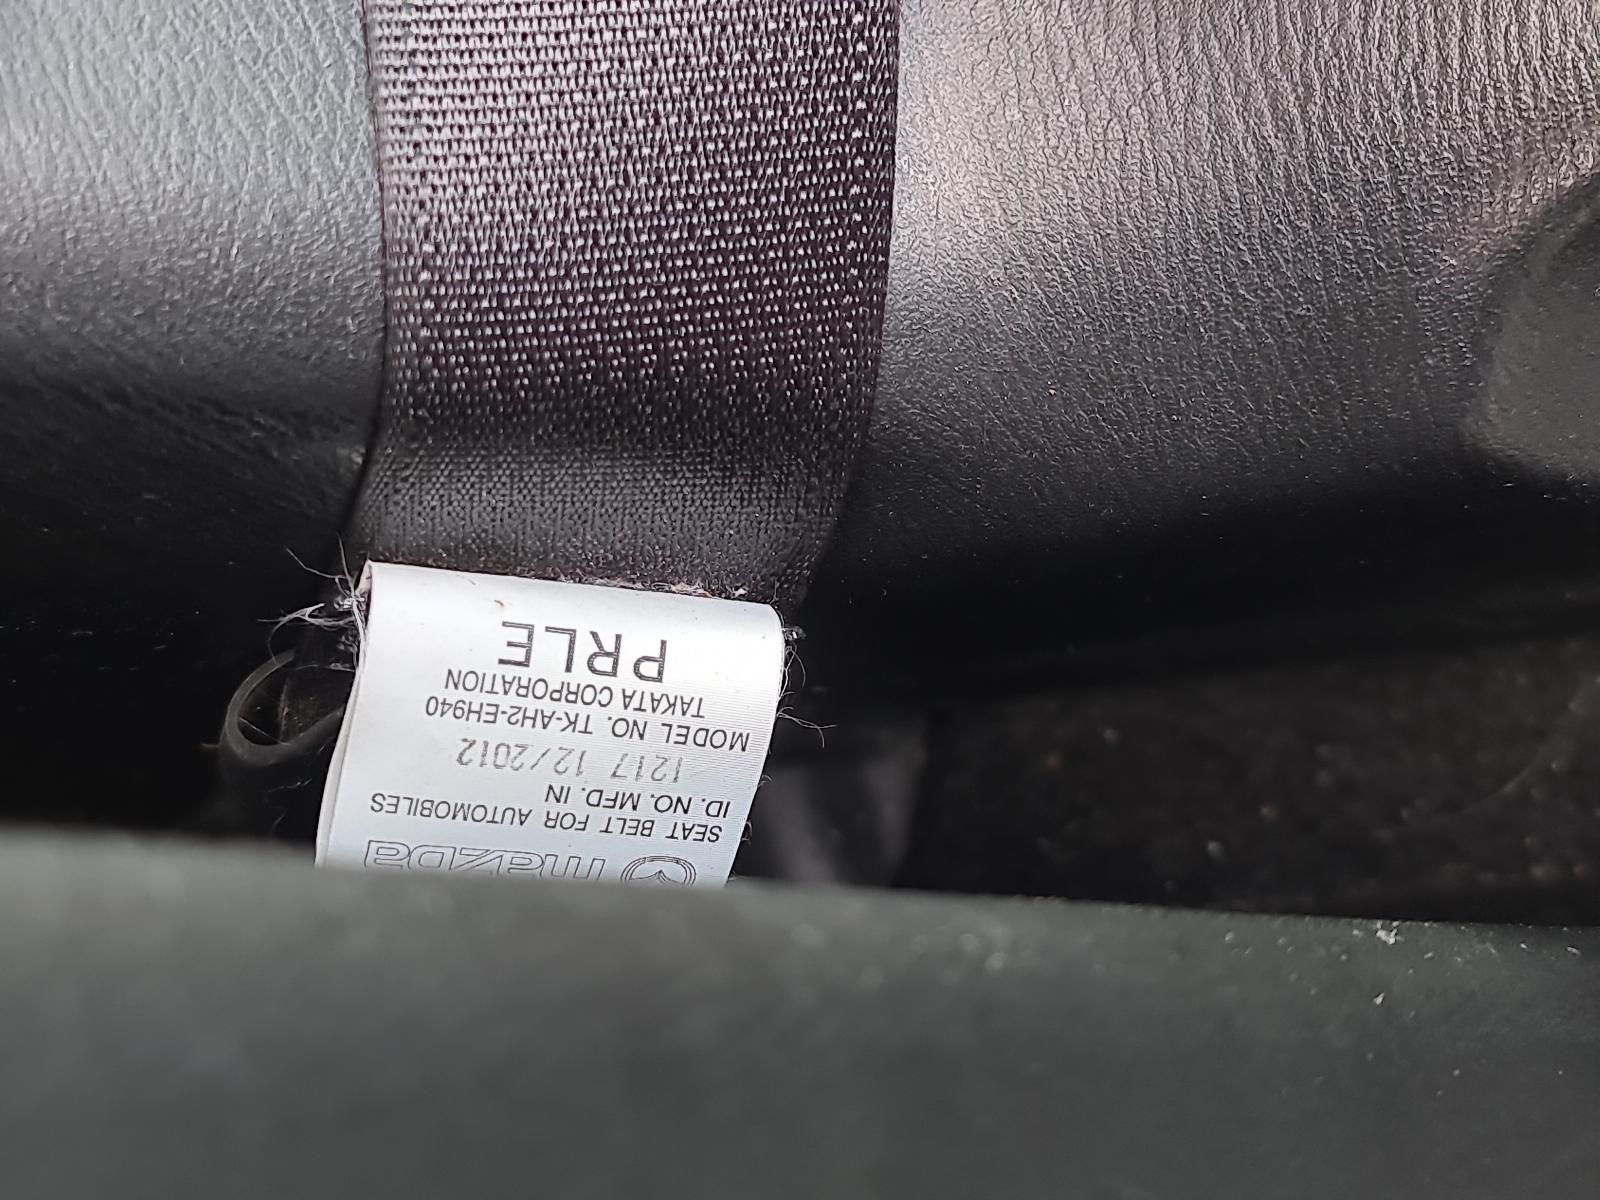 mazda
SEAT BELT FOR AUTOMOBILES
ID. NO. MFD. IN
1217 12/2012
MODEL NO. TK-AH2-EH940
TAKATA CORPORATION
PRLE